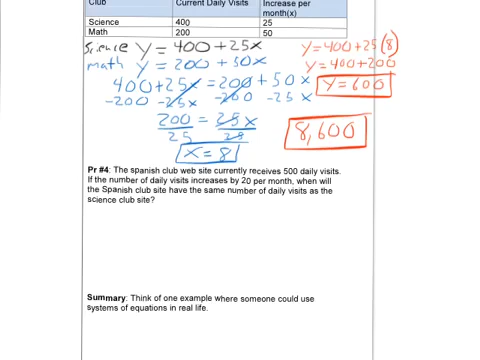 Club Current Daily Visits Increase per month(x)
Science 400 25
Math 200 50
Science y = 400 + 25x
math y = 200 + 50x
400 + 25x = 200 + 50x
-200 -25x -200 -25x
200 = 25x
25 25
x = 8
y = 400 + 25(8)
y = 400 + 200
y = 600
8,600
Pr #4: The spanish club web site currently receives 500 daily visits.
If the number of daily visits increases by 20 per month, when will
the Spanish club site have the same number of daily visits as the
science club site?
Summary: Think of one example where someone could use
systems of equations in real life.